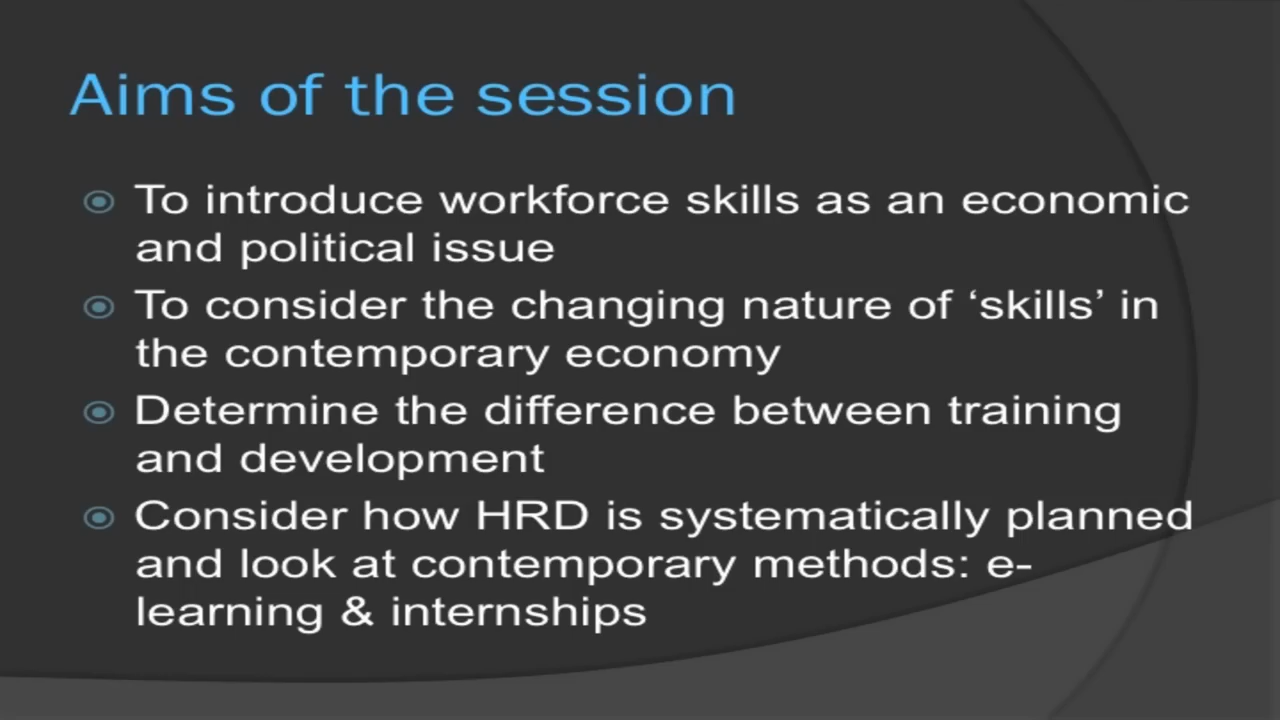 Aims of the session
To introduce workforce skills as an economic
and political issue
To consider the changing nature of ‘skills’ in
the contemporary economy
Determine the difference between training
and development
Consider how HRD is systematically planned
and look at contemporary methods: e-
learning & internships